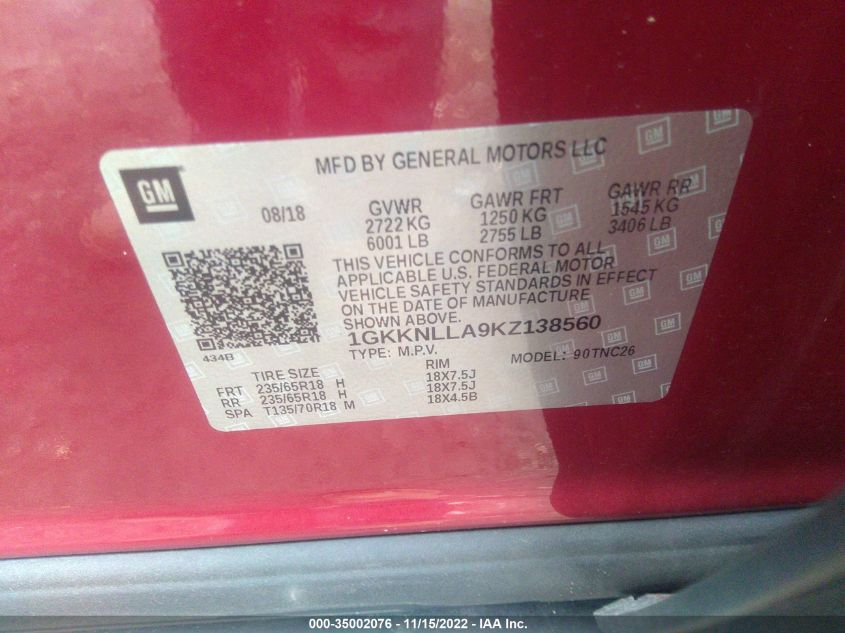 MFD BY GENERAL MOTORS LLC
GM
08/18 GVWR GAWR FRT GAWR RR
2722 KG 1250 KG 1545 KG
6001 LB 2755 LB 3406 LB
THIS VEHICLE CONFORMS TO ALL
APPLICABLE U.S. FEDERAL MOTOR
VEHICLE SAFETY STANDARDS IN EFFECT
ON THE DATE OF MANUFACTURE
SHOWN ABOVE.
1GKKNLLA9KZ138560
434B TYPE: M.P.V. MODEL: 90TNC26
TIRE SIZE RIM
FRT 235/65R18 H 18X7.5J
RR 235/65R18 H 18X7.5J
SPA T135/70R18 M 18X4.5B
000-35002076 - 11/15/2022 - IAA Inc.